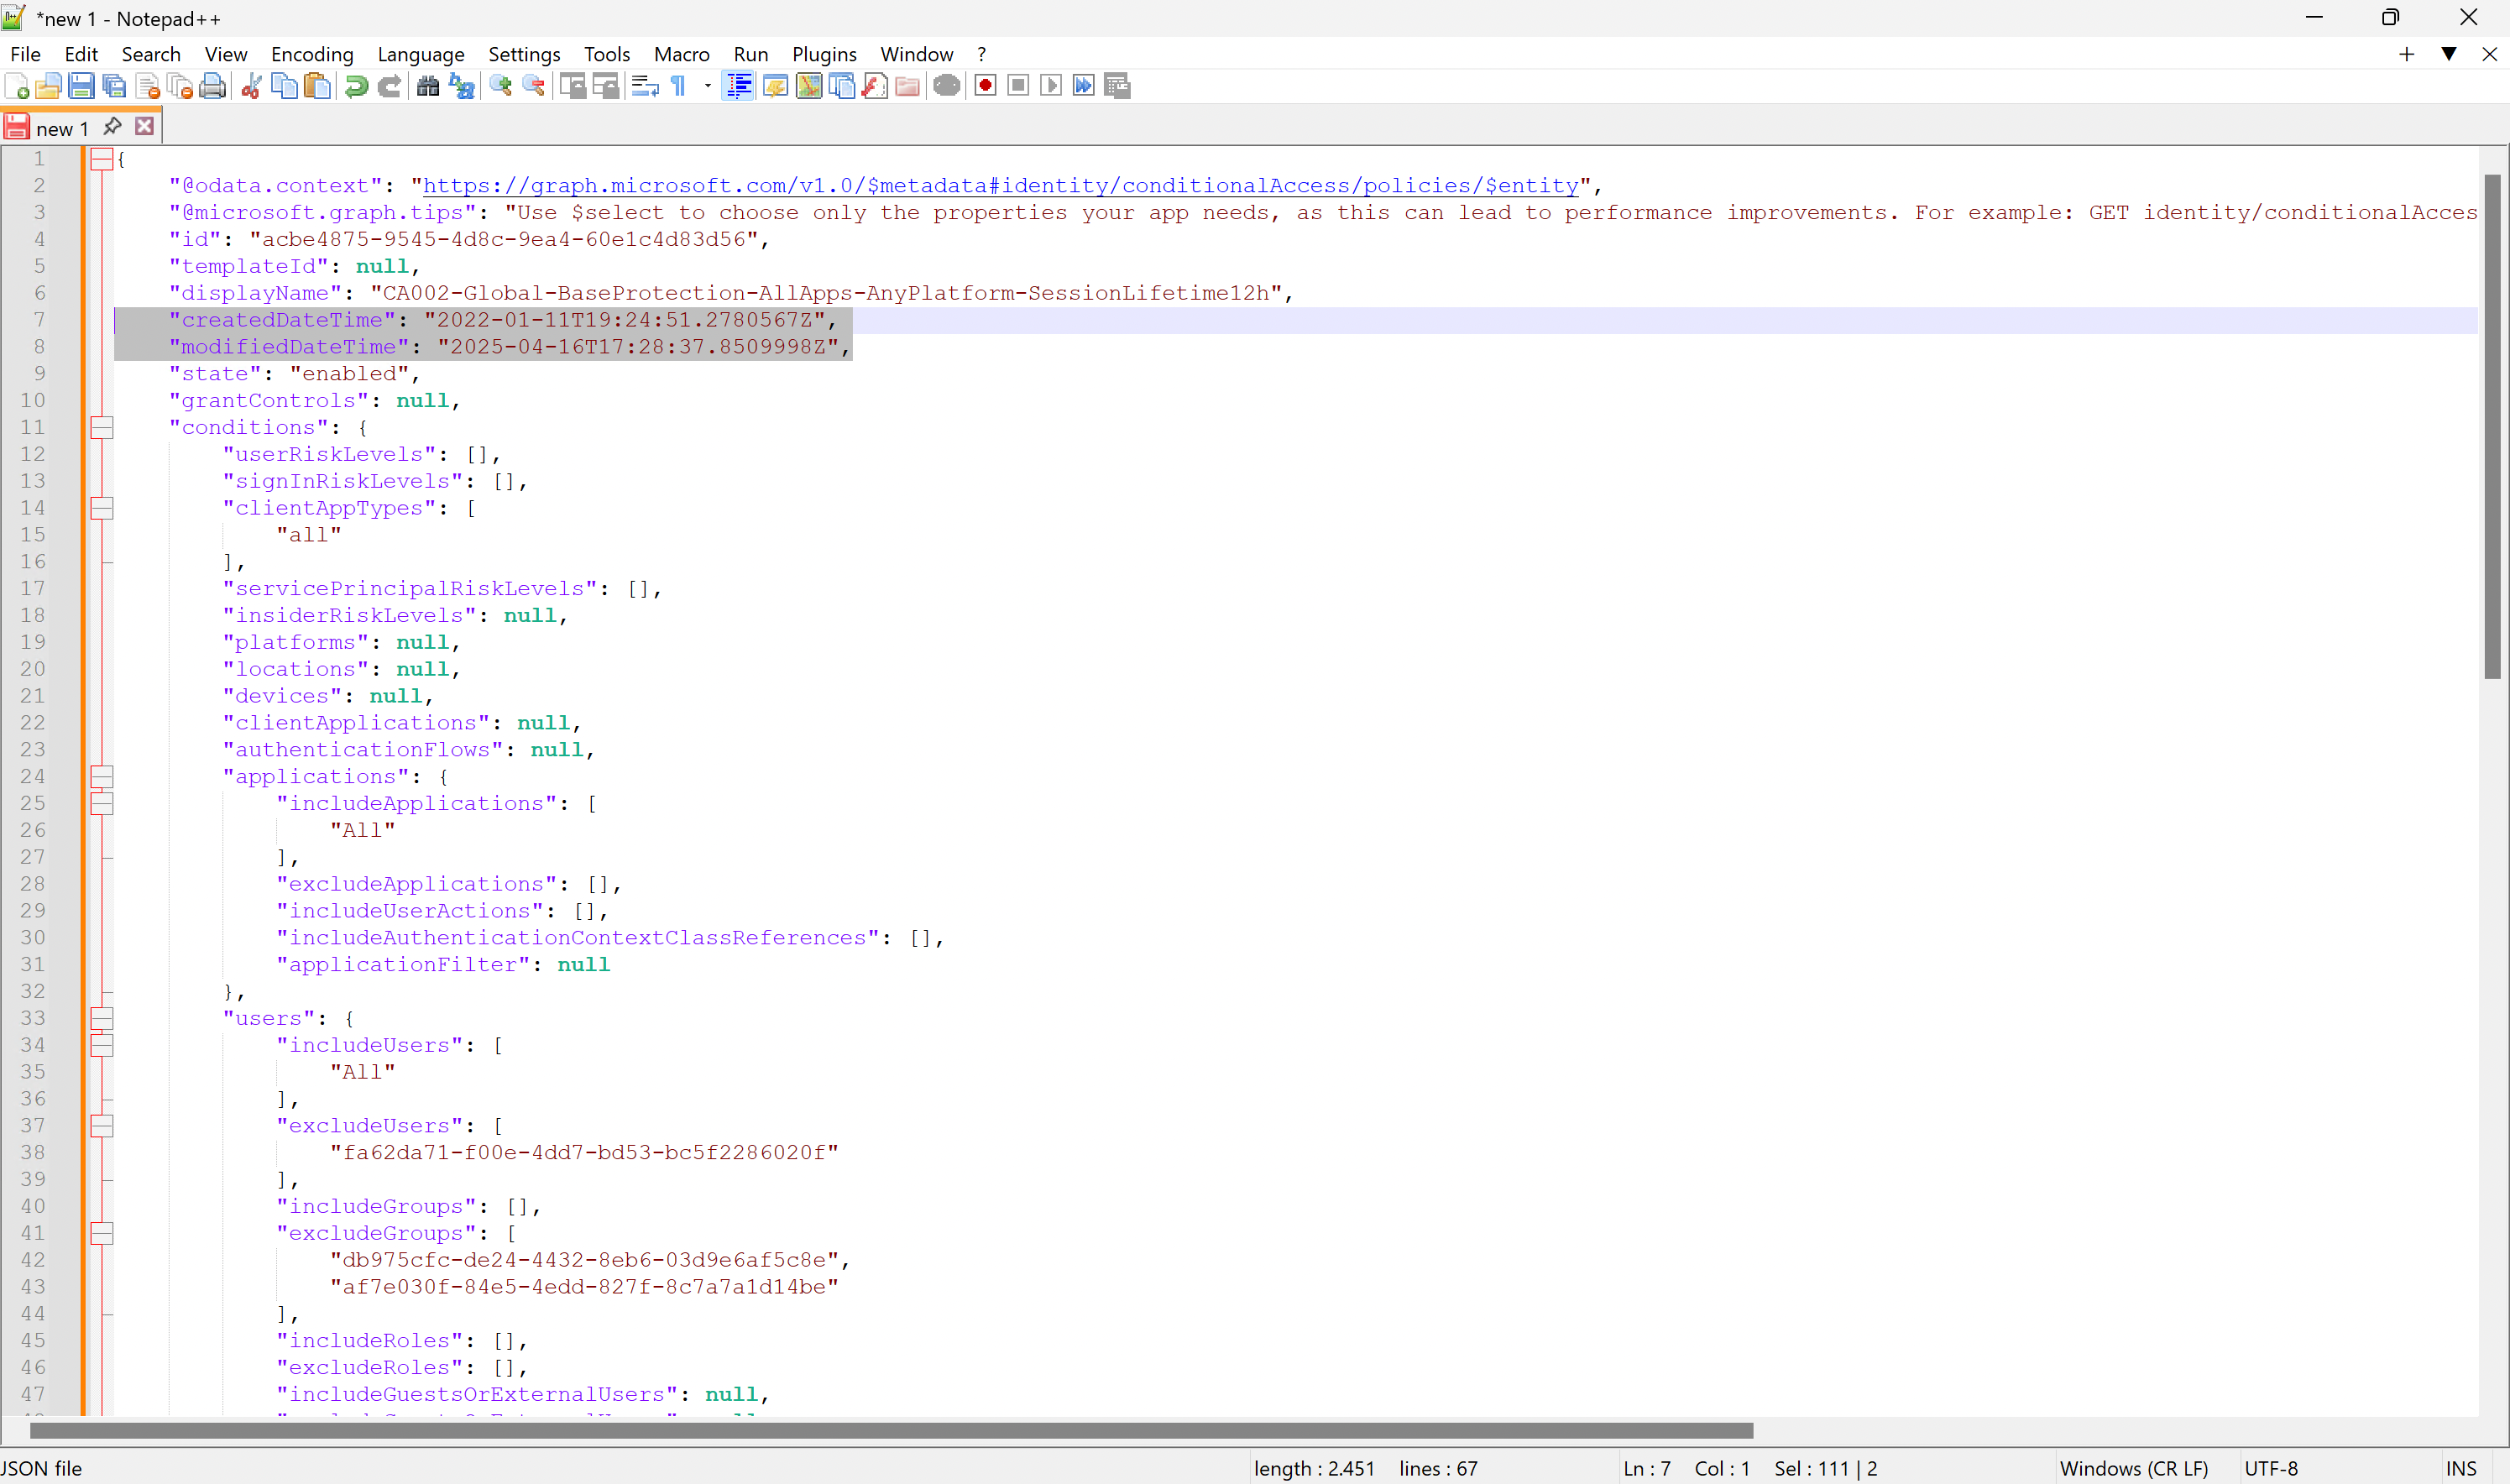 *new 1 - Notepad++
File Edit Search View Encoding Language Settings Tools Macro Run Plugins Window ?
new 1
1 {
2 "@odata.context": "https://graph.microsoft.com/v1.0/$metadata#identity/conditionalAccess/policies/$entity",
3 "@microsoft.graph.tips": "Use $select to choose only the properties your app needs, as this can lead to performance improvements. For example: GET identity/conditionalAcces
4 "id": "acbe4875-9545-4d8c-9ea4-60e1c4d83d56",
5 "templateId": null,
6 "displayName": "CA002-Global-BaseProtection-AllApps-AnyPlatform-SessionLifetime12h",
7 "createdDateTime": "2022-01-11T19:24:51.2780567Z",
8 "modifiedDateTime": "2025-04-16T17:28:37.8509998Z",
9 "state": "enabled",
10 "grantControls": null,
11 "conditions": {
12 "userRiskLevels": [],
13 "signInRiskLevels": [],
14 "clientAppTypes": [
15 "all"
16 ],
17 "servicePrincipalRiskLevels": [],
18 "insiderRiskLevels": null,
19 "platforms": null,
20 "locations": null,
21 "devices": null,
22 "clientApplications": null,
23 "authenticationFlows": null,
24 "applications": {
25 "includeApplications": [
26 "All"
27 ],
28 "excludeApplications": [],
29 "includeUserActions": [],
30 "includeAuthenticationContextClassReferences": [],
31 "applicationFilter": null
32 },
33 "users": {
34 "includeUsers": [
35 "All"
36 ],
37 "excludeUsers": [
38 "fa62da71-f00e-4dd7-bd53-bc5f2286020f"
39 ],
40 "includeGroups": [],
41 "excludeGroups": [
42 "db975cfc-de24-4432-8eb6-03d9e6af5c8e",
43 "af7e030f-84e5-4edd-827f-8c7a7a1d14be"
44 ],
45 "includeRoles": [],
46 "excludeRoles": [],
47 "includeGuestsOrExternalUsers": null,
JSON file length : 2.451 lines : 67 Ln : 7 Col : 1 Sel : 111 | 2 Windows (CR LF) UTF-8 INS